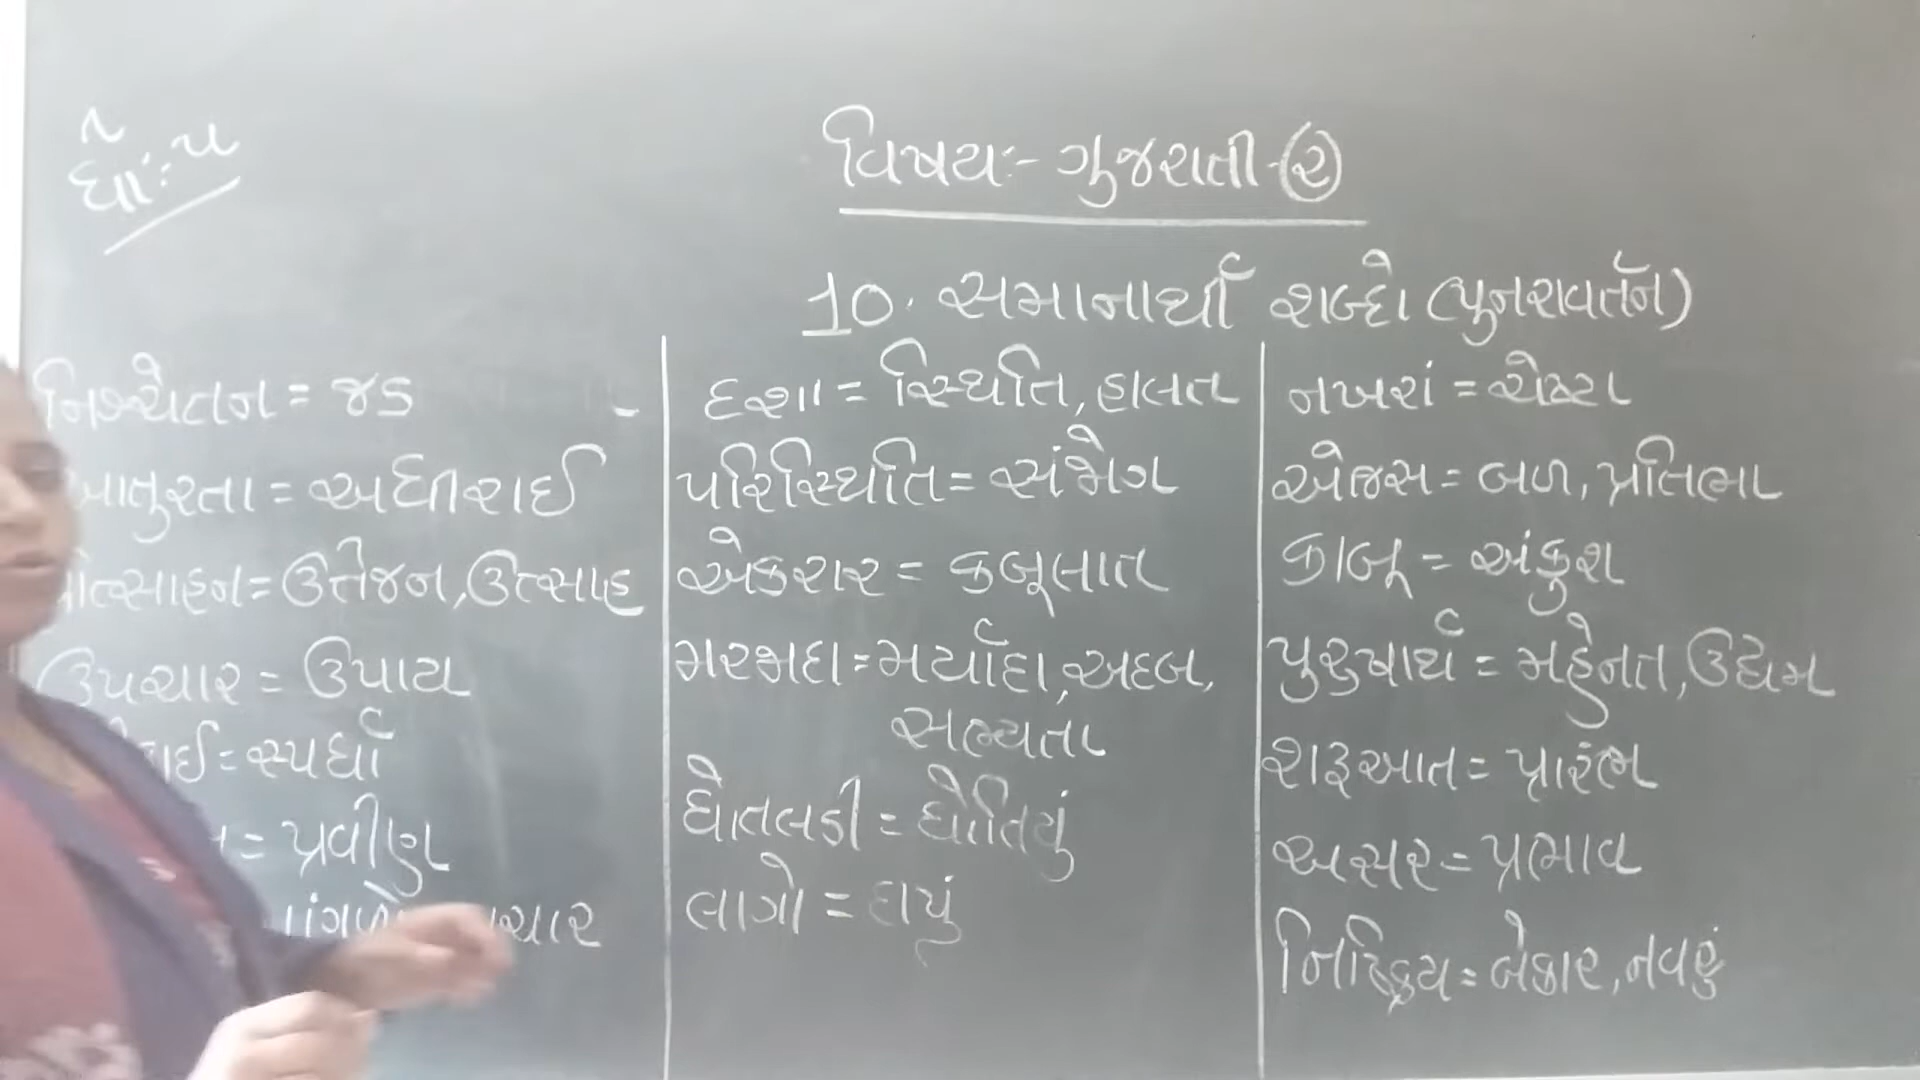 ધોઃ-૫
વિષયઃ- ગુજરાતી-૨
10. સમાનાર્થી શબ્દો (પુનરાવર્તન)
નિશ્ચેતન = જડ
આતુરતા = અધીરાઈ
પ્રોત્સાહન = ઉત્તેજન, ઉત્સાહ
ઉપચાર = ઉપાય
= સ્પર્ધા
= પ્રવીણ
દશા = સ્થિતિ, હાલત
પરિસ્થિતિ = સંજોગ
એકરાર = કબૂલાત
મરજાદા = મર્યાદા, અદબ,
સભ્યતા
ધોતલડી = ધોતિયું
લાગો = દાપું
નખરાં = ચેષ્ટા
એજસ = બળ, પ્રતિભા
કાબૂ = અંકુશ
પુરુષાર્થ = મહેનત, ઉદ્યમ
શરૂઆત = પ્રારંભ
અસર = પ્રભાવ
નિષ્ક્રિય = બેકાર, નવરું